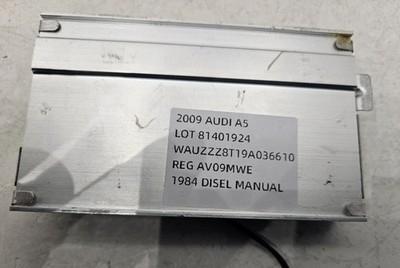 2009 AUDI A5
LOT 81401924
WAUZZZ8T19A036610
REG AV09MWE
1984 DISEL MANUAL